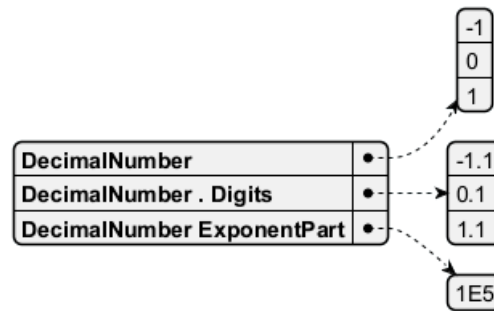 -1
0
1
DecimalNumber
DecimalNumber . Digits
DecimalNumber ExponentPart
-1.1
0.1
1.1
1E5